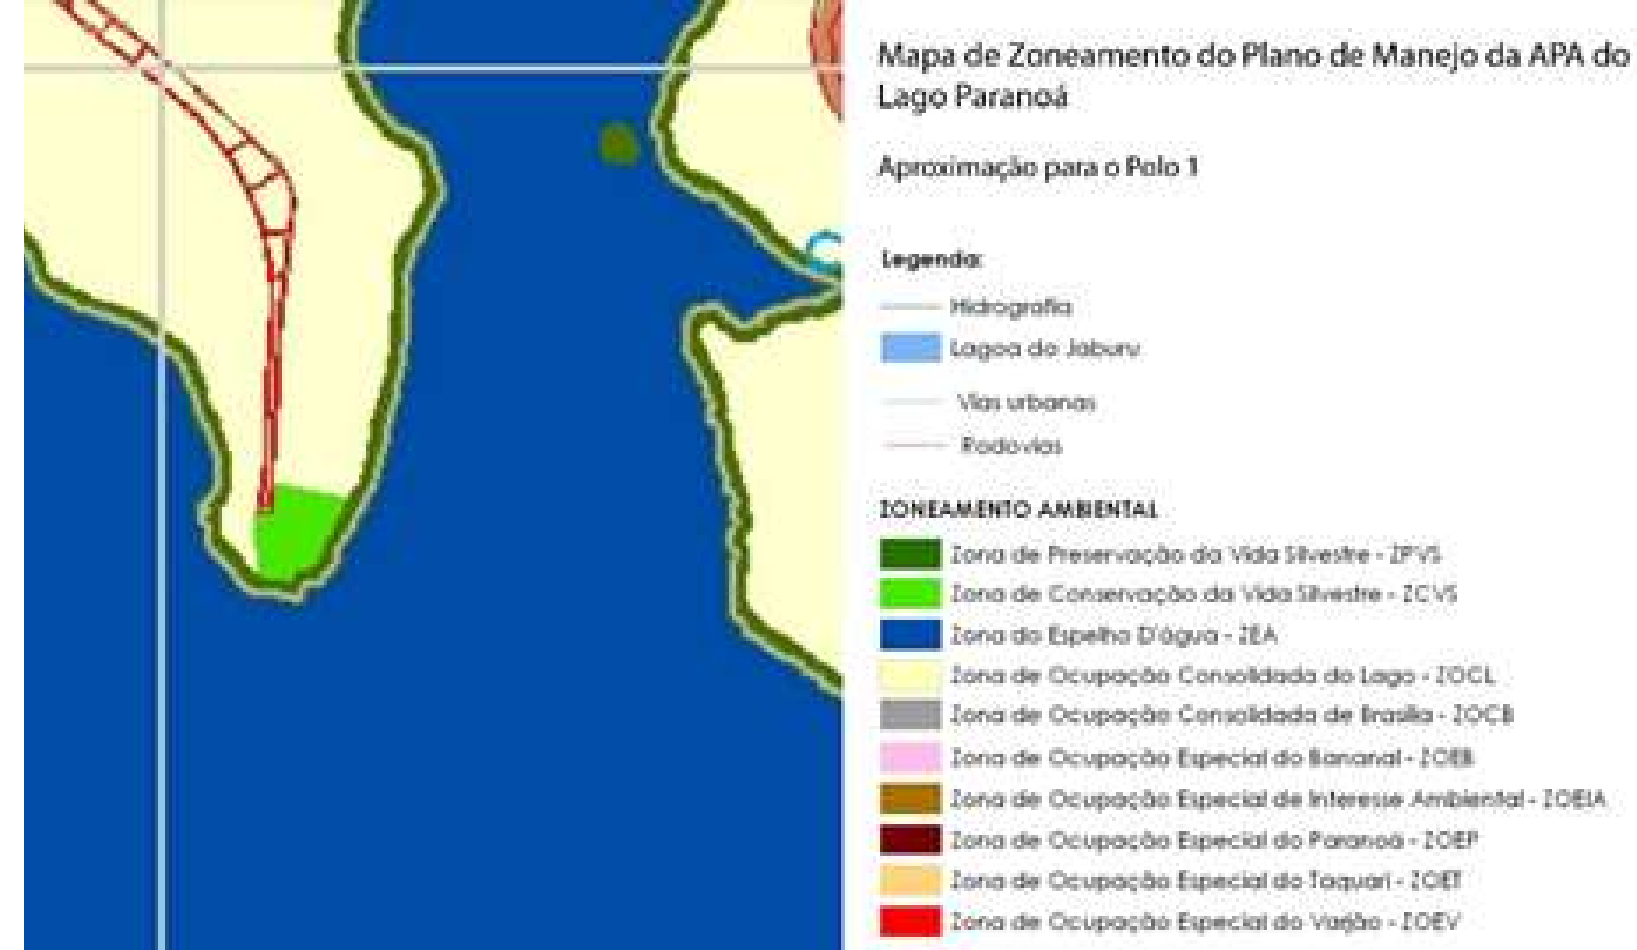 Mapa de Zoneamento do Plano de Manejo da APA do
Lago Paranoá
Aproximação para o Polo 1
Legenda:
Hidrografia
Lagoa do Jaburu
Vias urbanas
Rodovias
ZONEAMENTO AMBIENTAL
Zona de Preservação da Vida Silvestre - ZPVS
Zona de Conservação da Vida Silvestre - ZCVS
Zona do Espelho D'água - ZEA
Zona de Ocupação Consolidada do Lago - ZOCL
Zona de Ocupação Consolidada de Brasília - ZOCB
Zona de Ocupação Especial do Bananal - ZOEB
Zona de Ocupação Especial de Interesse Ambiental - ZOEIA
Zona de Ocupação Especial do Paranoá - ZOEP
Zona de Ocupação Especial do Taquari - ZOET
Zona de Ocupação Especial do Varjão - ZOEV